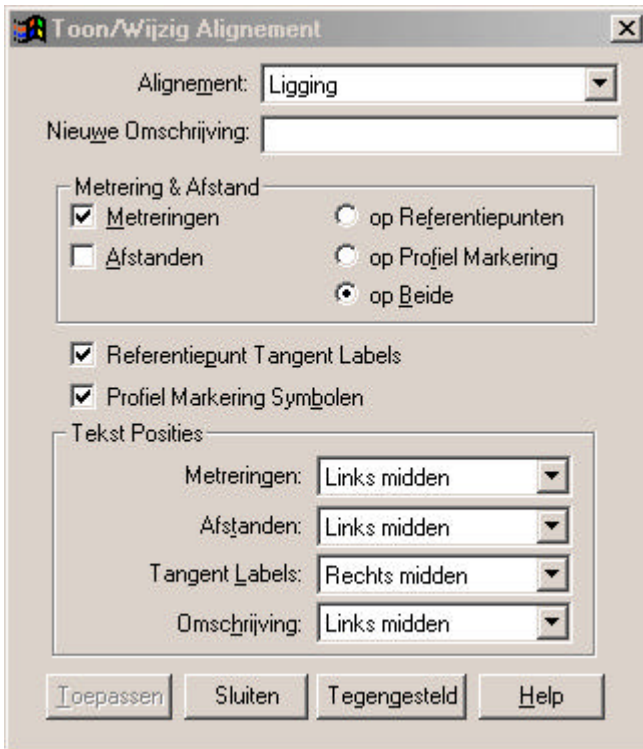 Toon/Wijzig Alignement
Alignement: Ligging
Nieuwe Omschrijving:
Metrering & Afstand
Metreringen op Referentiepunten
Afstanden op Profiel Markering
op Beide
Referentiepunt Tangent Labels
Profiel Markering Symbolen
Tekst Posities
Metreringen: Links midden
Afstanden: Links midden
Tangent Labels: Rechts midden
Omschrijving: Links midden
Toepassen Sluiten Tegengesteld Help